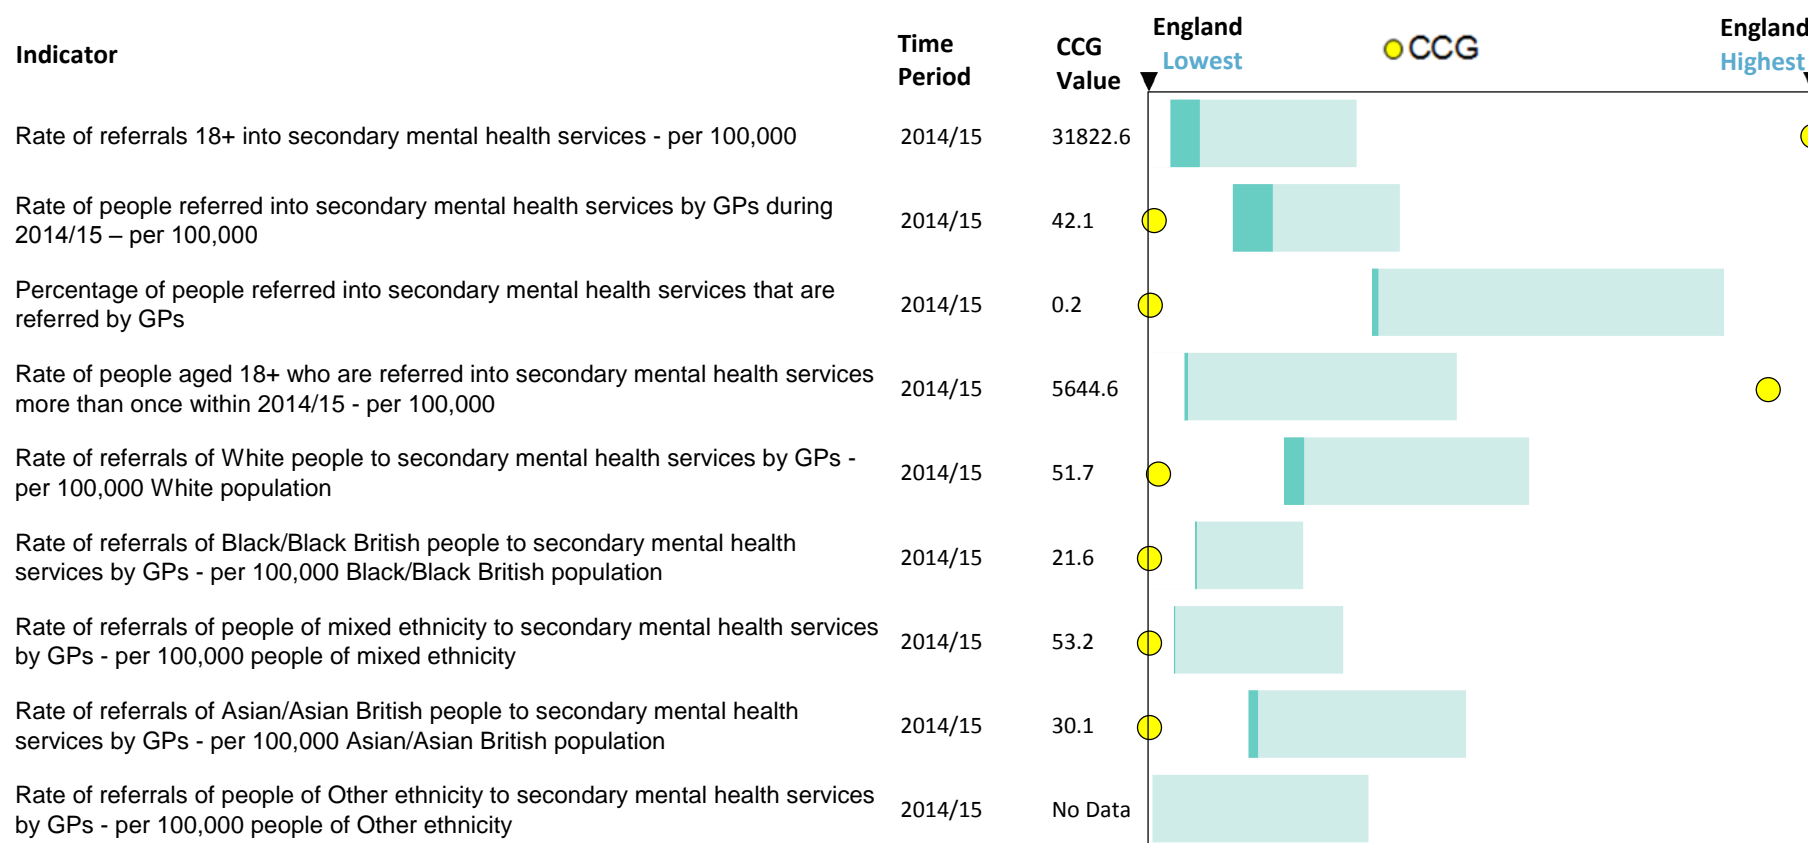 Indicator
Time Period
CCG Value
England Lowest
CCG
England Highest
Rate of referrals 18+ into secondary mental health services - per 100,000
2014/15
31822.6
Rate of people referred into secondary mental health services by GPs during
2014/15 – per 100,000
2014/15
42.1
Percentage of people referred into secondary mental health services that are
referred by GPs
2014/15
0.2
Rate of people aged 18+ who are referred into secondary mental health services
more than once within 2014/15 - per 100,000
2014/15
5644.6
Rate of referrals of White people to secondary mental health services by GPs -
per 100,000 White population
2014/15
51.7
Rate of referrals of Black/Black British people to secondary mental health
services by GPs - per 100,000 Black/Black British population
2014/15
21.6
Rate of referrals of people of mixed ethnicity to secondary mental health services
by GPs - per 100,000 people of mixed ethnicity
2014/15
53.2
Rate of referrals of Asian/Asian British people to secondary mental health
services by GPs - per 100,000 Asian/Asian British population
2014/15
30.1
Rate of referrals of people of Other ethnicity to secondary mental health services
by GPs - per 100,000 people of Other ethnicity
2014/15
No Data